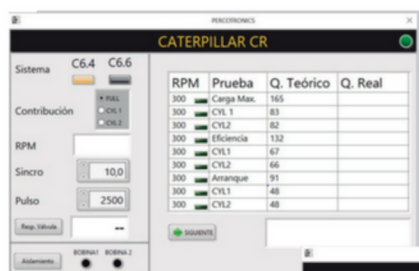 PERCOTRONICS
CATERPILLAR CR
Sistema C6.4 C6.6
Contribución
FULL
CYL 1
CYL 2
RPM
Sincro 10,0
Pulso 2500
Resp. Válvula --
Aislamiento BOBINA1 BOBINA 2
RPM Prueba Q. Teórico Q. Real
300 Carga Max. 165
300 CYL 1 83
300 CYL2 82
300 Eficiencia 132
300 CYL1 67
300 CYL2 66
300 Arranque 91
300 CYL1 48
300 CYL2 48
SIGUIENTE